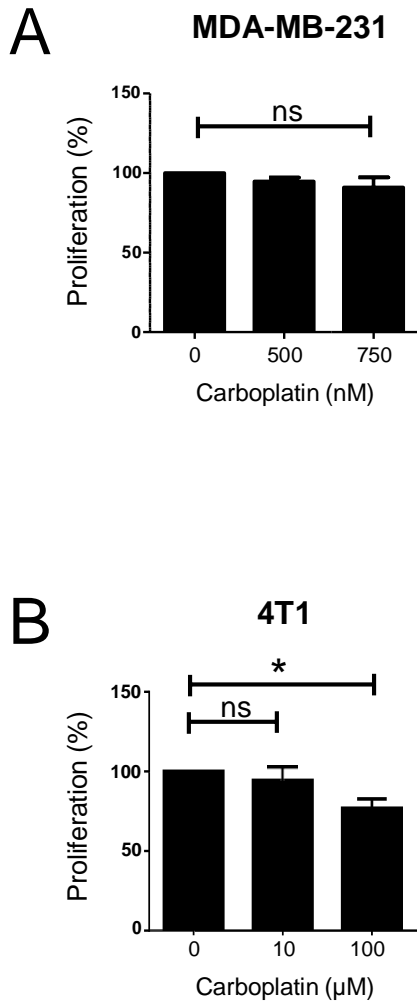 A
MDA-MB-231
150
ns
100
Proliferation (%)
50
0
0 500 750
Carboplatin (nM)
B
4T1
*
150
ns
100
Proliferation (%)
50
0
0 10 100
Carboplatin (µM)